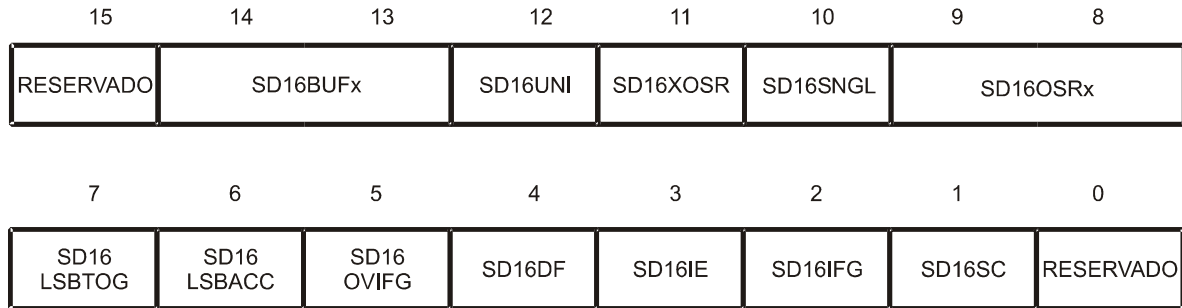 15 14 13 12 11 10 9 8
RESERVADO SD16BUFx SD16UNI SD16XOSR SD16SNGL SD16OSRx
7 6 5 4 3 2 1 0
SD16 SD16 SD16
LSBTOG LSBACC OVIFG SD16DF SD16IE SD16IFG SD16SC RESERVADO